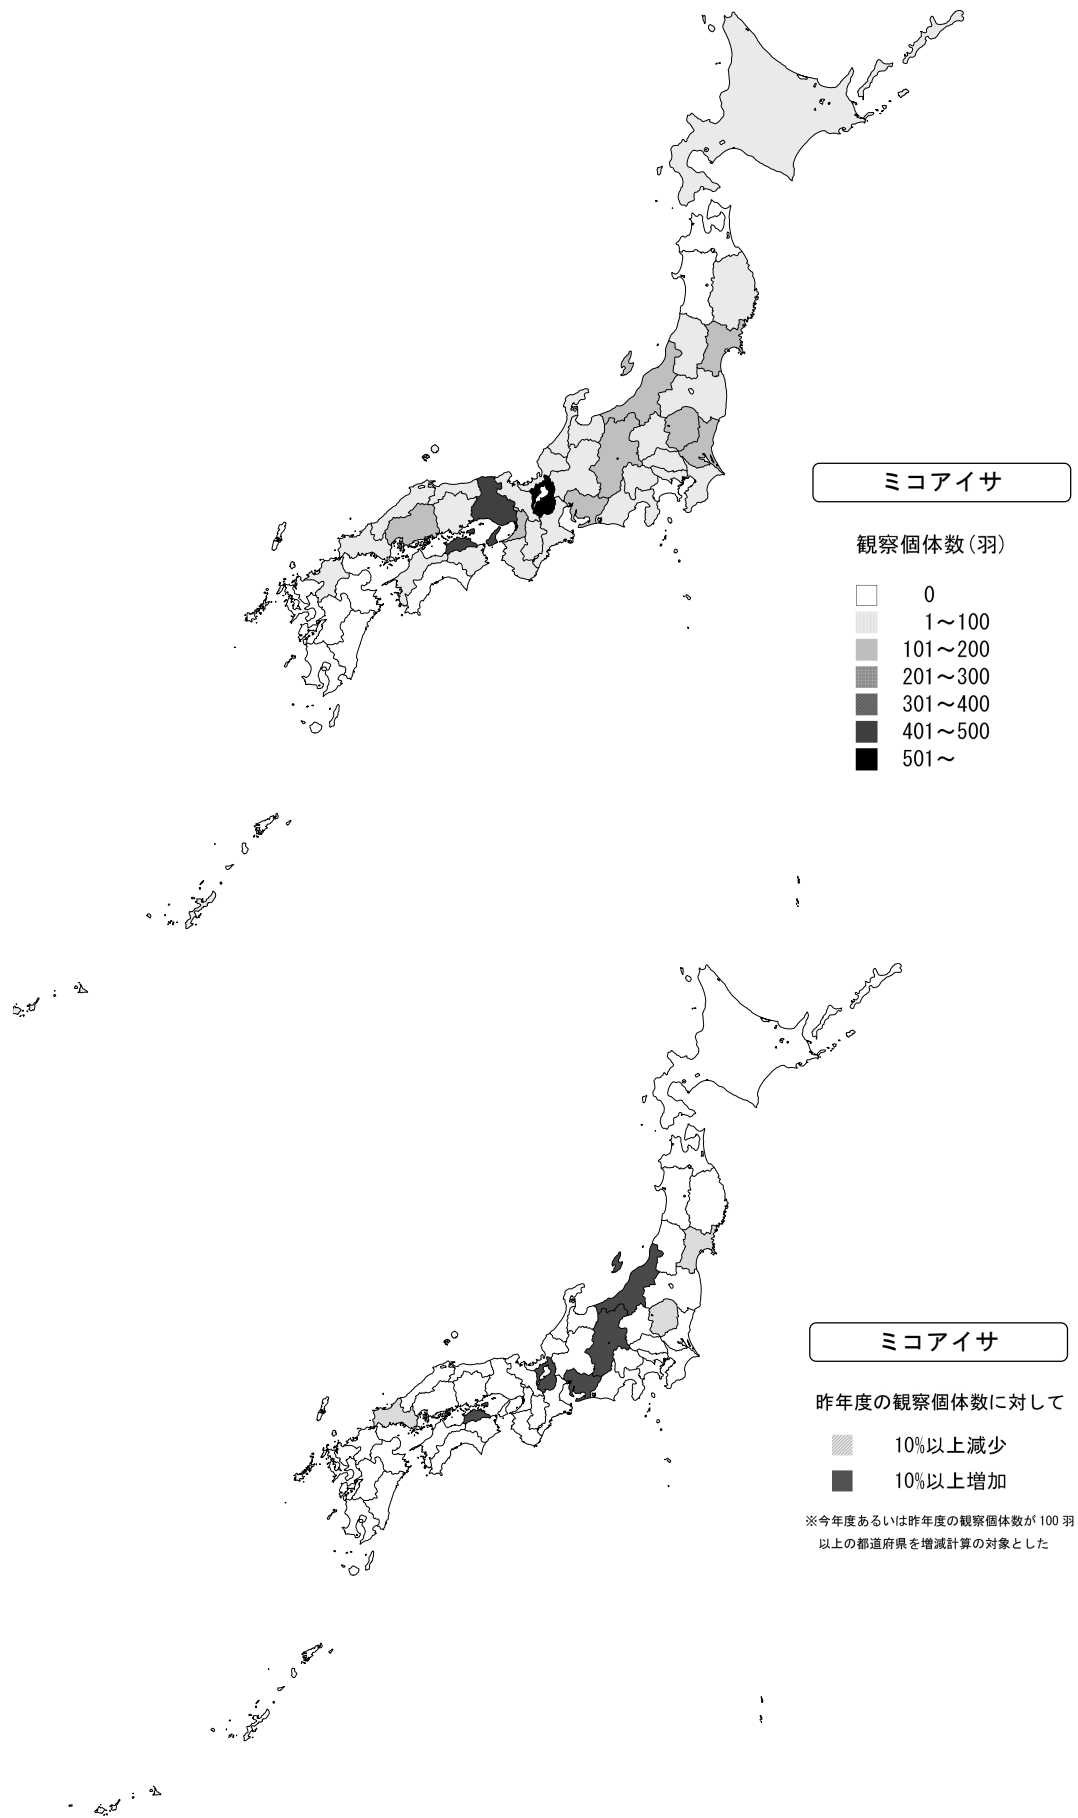 ミコアイサ
観察個体数(羽)
0
1～100
101～200
201～300
301～400
401～500
501～
ミコアイサ
昨年度の観察個体数に対して
10%以上減少
10%以上増加
※今年度あるいは昨年度の観察個体数が100羽
以上の都道府県を増減計算の対象とした